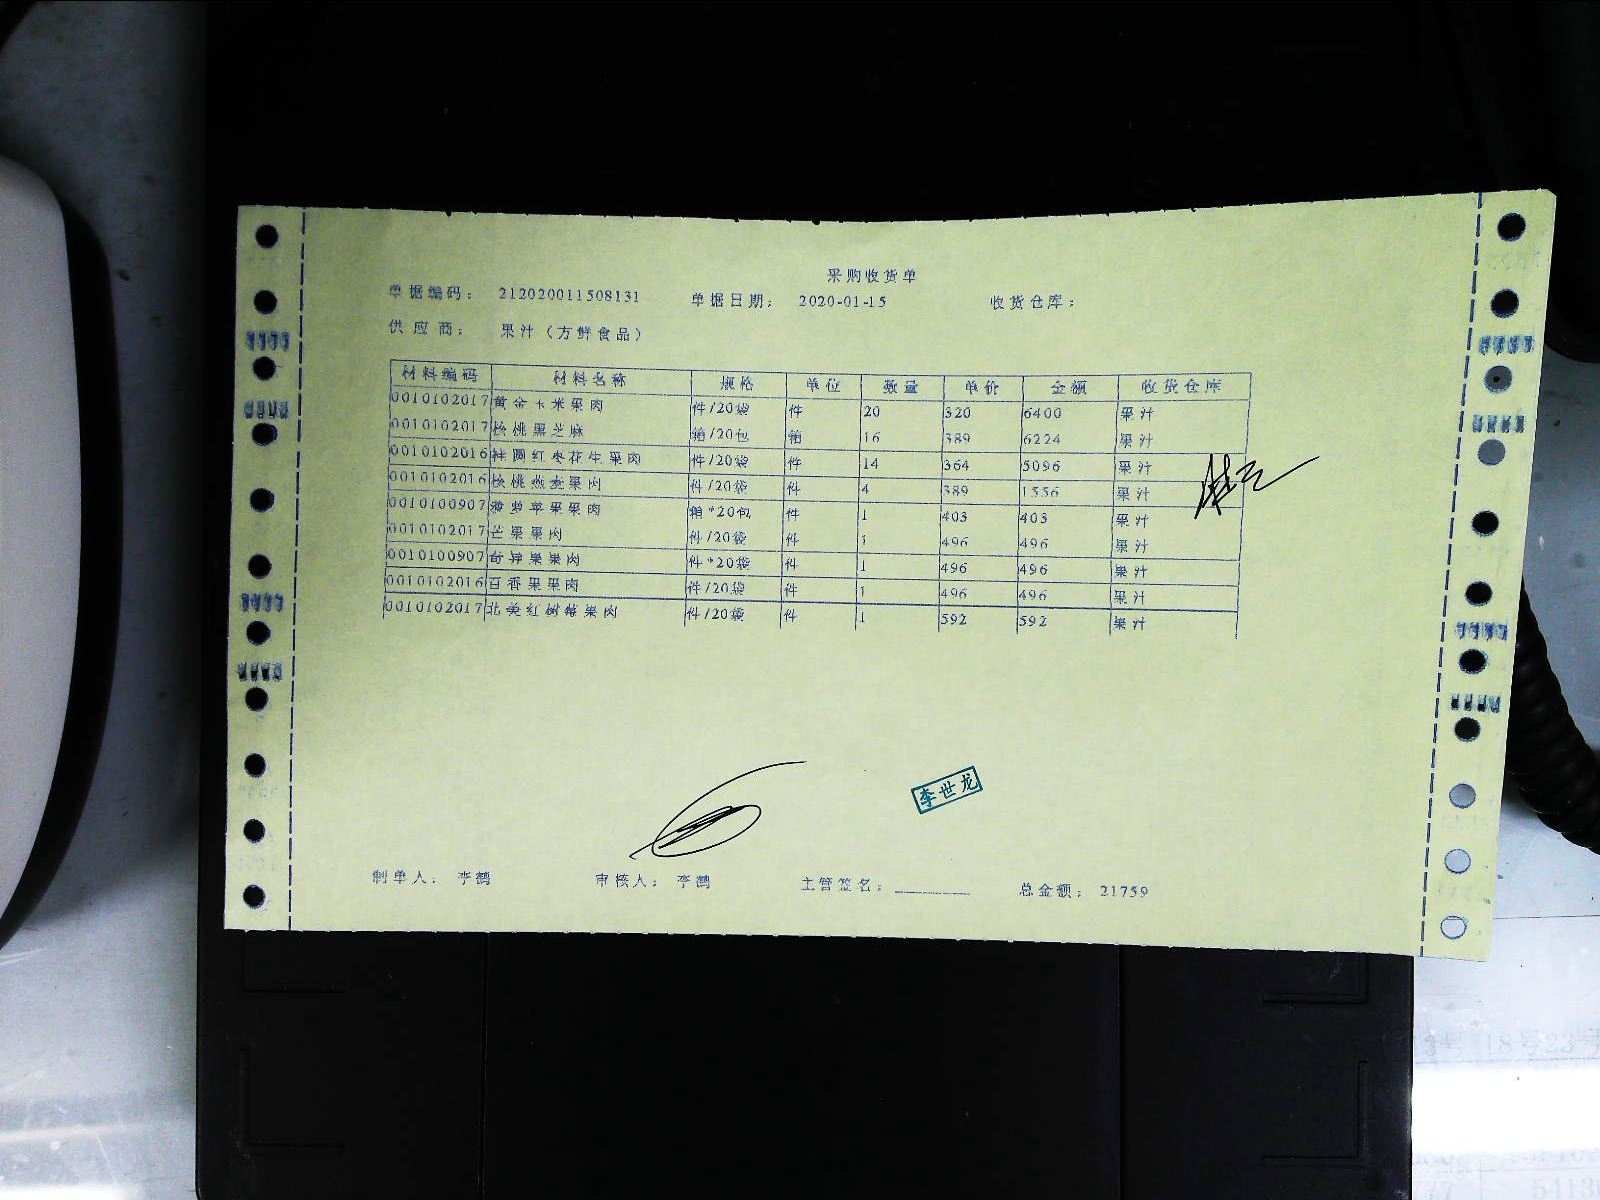 采购收货单
单据编码： 212020011508131 单据日期： 2020-01-15 收货仓库：
供应商： 果汁（方鲜食品）
材料编码 材料名称 规格 单位 数量 单价 金额 收货仓库
0010102017 黄金玉米果肉 件/20袋 件 20 320 6400 果汁
0010102017 核桃黑芝麻 箱/20包 箱 16 389 6224 果汁
0010102016 桂圆红枣花生果肉 件/20袋 件 14 364 5096 果汁
0010102016 核桃燕麦果肉 件/20袋 件 4 389 1556 果汁
0010100907 菠萝苹果果肉 箱*20包 件 1 403 403 果汁
0010102017 芒果果肉 件/20袋 件 1 496 496 果汁
0010100907 奇异果果肉 件*20袋 件 1 496 496 果汁
0010102016 百香果果肉 件/20袋 件 1 496 496 果汁
0010102017 北美红树莓果肉 件/20袋 件 1 592 592 果汁
李世龙
制单人： 李鹤 审核人： 李鹤 主管签名： 总金额： 21759